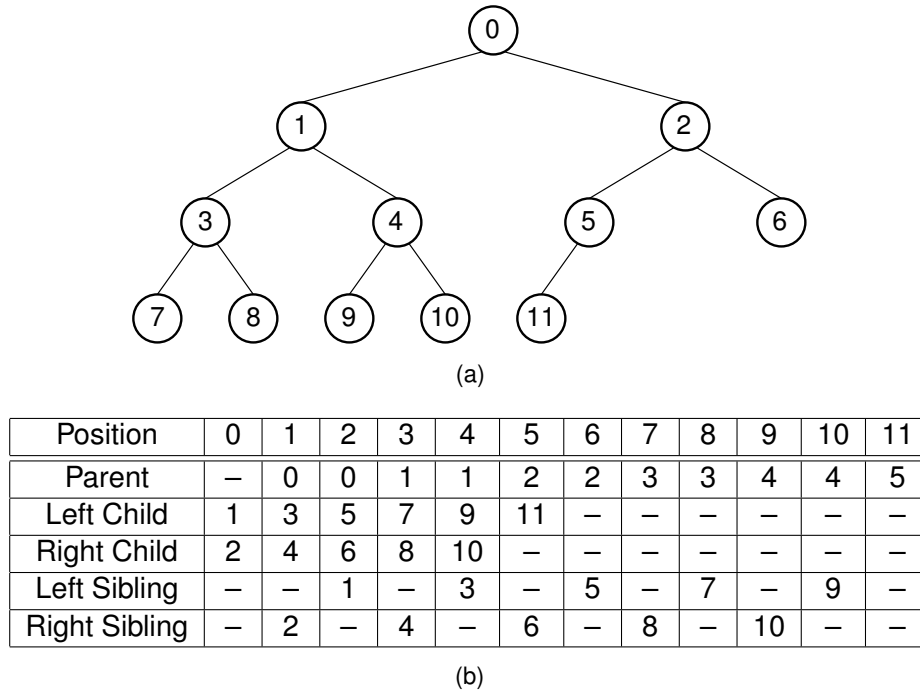 0
1 2
3 4 5 6
7 8 9 10 11
(a)
Position 0 1 2 3 4 5 6 7 8 9 10 11
Parent – 0 0 1 1 2 2 3 3 4 4 5
Left Child 1 3 5 7 9 11 – – – – – –
Right Child 2 4 6 8 10 – – – – – – –
Left Sibling – – 1 – 3 – 5 – 7 – 9 –
Right Sibling – 2 – 4 – 6 – 8 – 10 – –
(b)